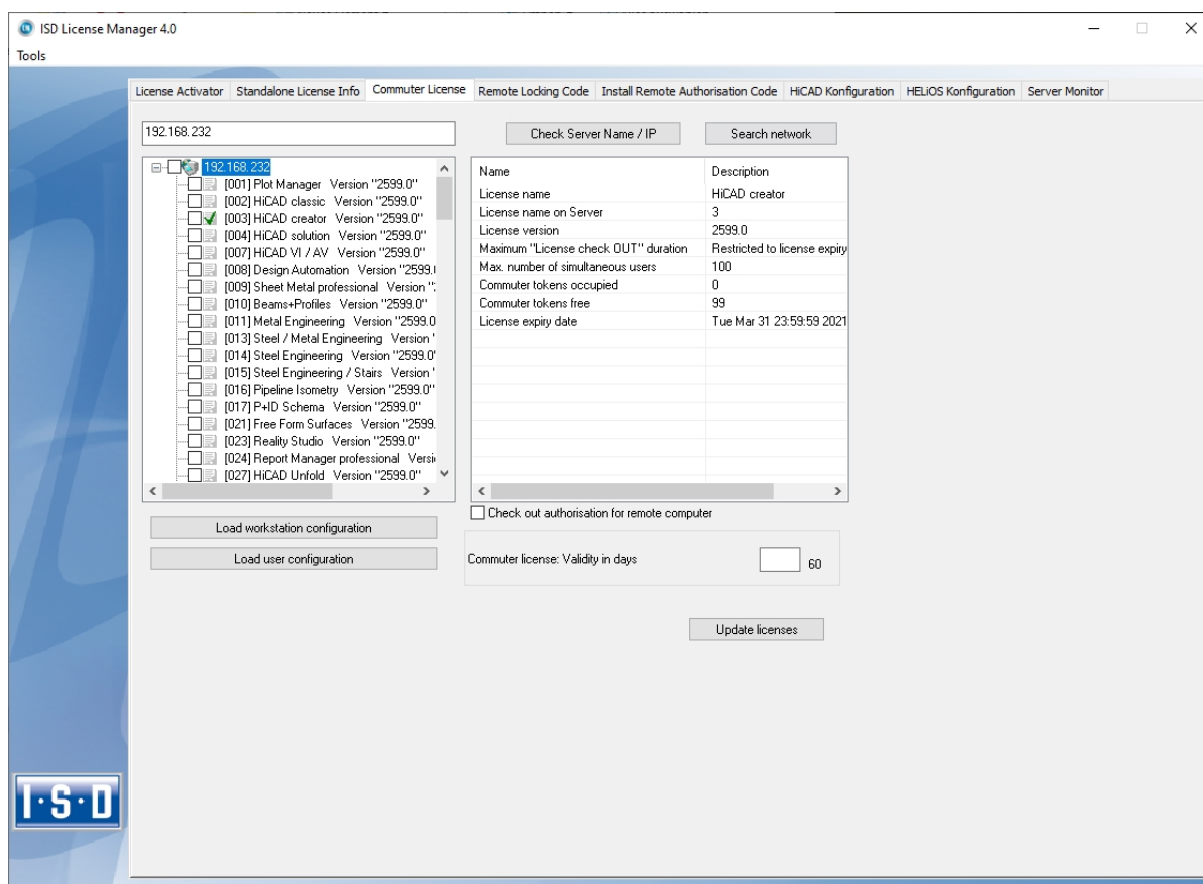 ISD License Manager 4.0
Tools
License Activator Standalone License Info Commuter License Remote Locking Code Install Remote Authorisation Code HiCAD Konfiguration HELiOS Konfiguration Server Monitor
192.168.232
Check Server Name / IP
Search network
192.168.232
[001] Plot Manager Version "2599.0"
[002] HiCAD classic Version "2599.0"
[003] HiCAD creator Version "2599.0"
[004] HiCAD solution Version "2599.0"
[007] HiCAD VI / AV Version "2599.0"
[008] Design Automation Version "2599.
[009] Sheet Metal professional Version "
[010] Beams+Profiles Version "2599.0"
[011] Metal Engineering Version "2599.0
[013] Steel / Metal Engineering Version "
[014] Steel Engineering Version "2599.0"
[015] Steel Engineering / Stairs Version "
[016] Pipeline Isometry Version "2599.0"
[017] P+ID Schema Version "2599.0"
[021] Free Form Surfaces Version "2599.
[023] Reality Studio Version "2599.0"
[024] Report Manager professional Versi
[027] HiCAD Unfold Version "2599.0"
Name Description
License name HiCAD creator
License name on Server 3
License version 2599.0
Maximum "License check OUT" duration Restricted to license expiry
Max. number of simultaneous users 100
Commuter tokens occupied 0
Commuter tokens free 99
License expiry date Tue Mar 31 23:59:59 2021
Load workstation configuration
Load user configuration
Check out authorisation for remote computer
Commuter license: Validity in days 60
Update licenses
I·S·D